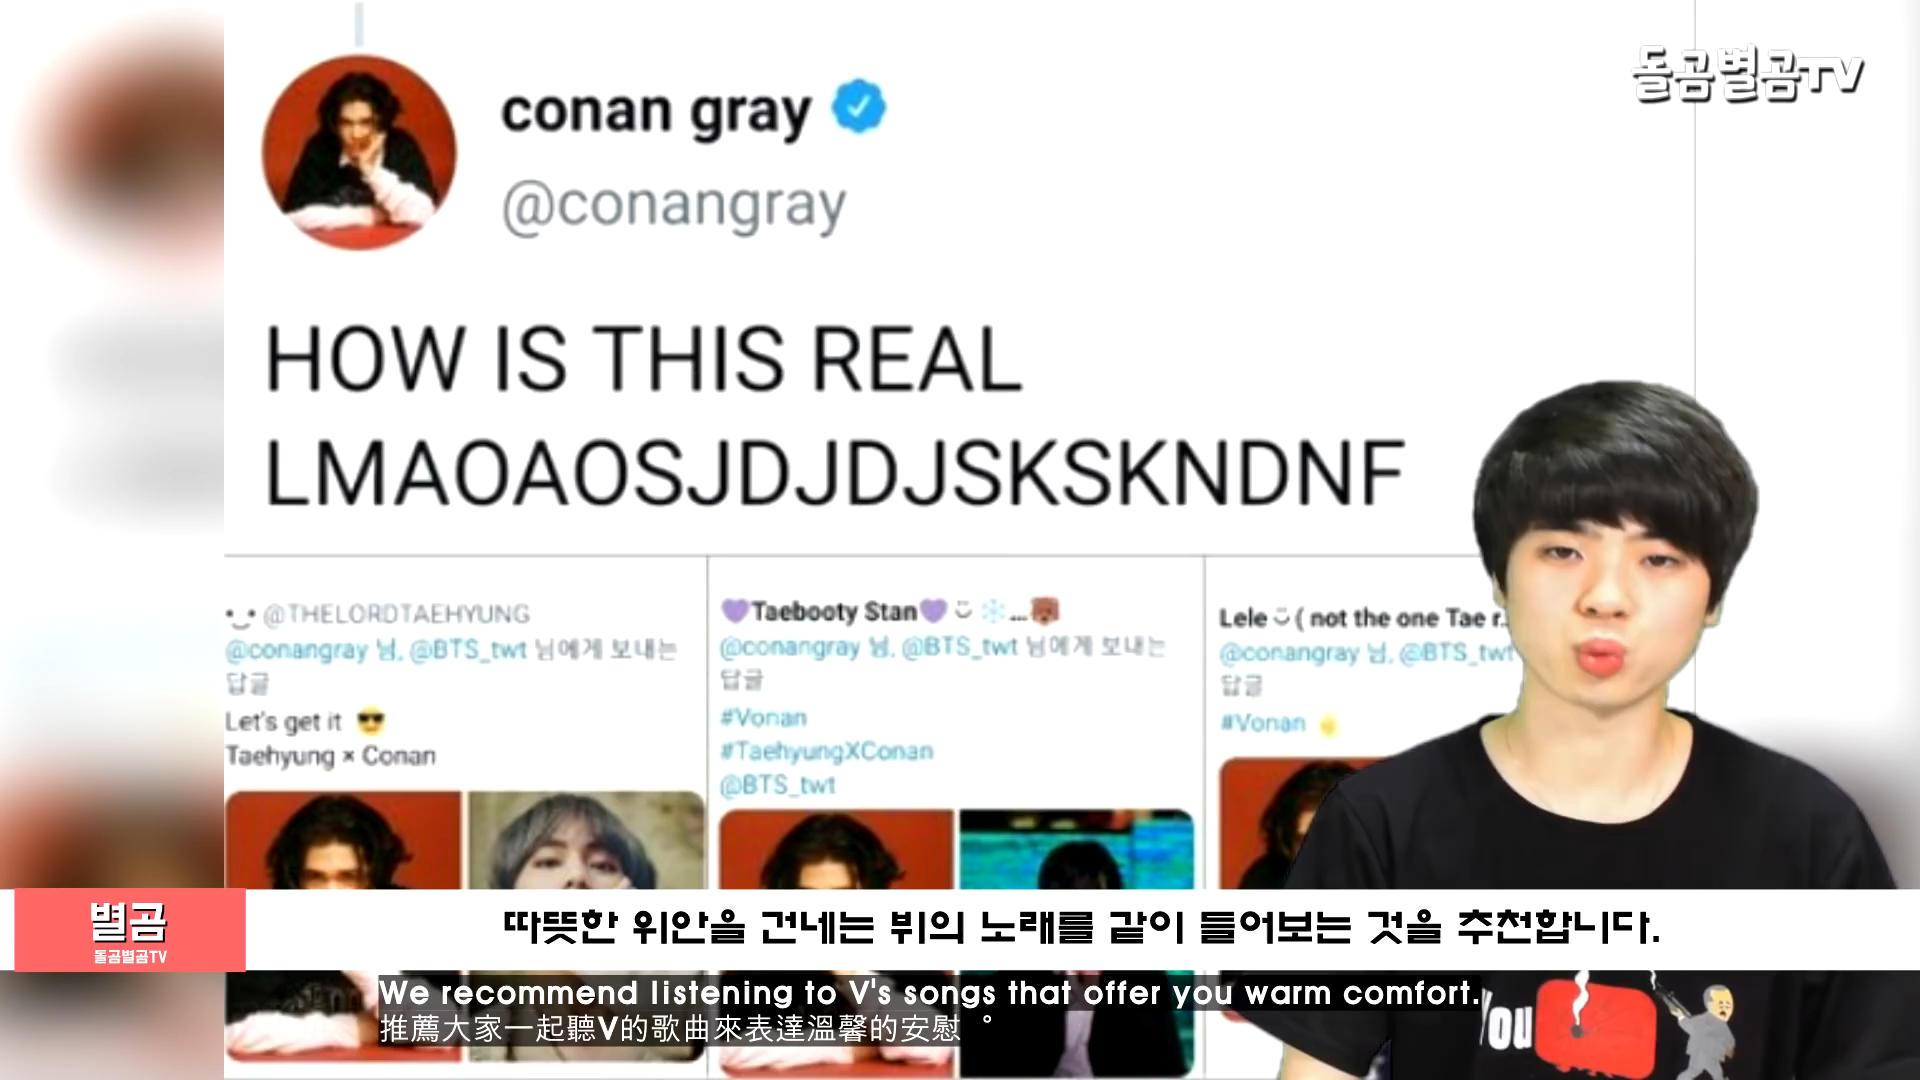 돌곰별곰TV
conan gray
@conangray
HOW IS THIS REAL
LMAOAOSJDJDJSKSKNDNF
@THELORDTAEHYUNG
@conangray 님, @BTS_twt 님에게 보내는
답글
Let's get it 😎
Taehyung × Conan
💜Taebooty Stan💜 ... 🐻
@conangray 님, @BTS_twt 님에게 보내는
답글
#Vonan
#TaehyungXConan
@BTS_twt
Lele ( not the one Tae r..
@conangray 님, @BTS_twt
답글
#Vonan
별곰
돌곰별곰TV
따뜻한 위안을 건네는 뷔의 노래를 같이 들어보는 것을 추천합니다.
We recommend listening to V's songs that offer you warm comfort.
推薦大家一起聽V的歌曲來表達溫馨的安慰。
You